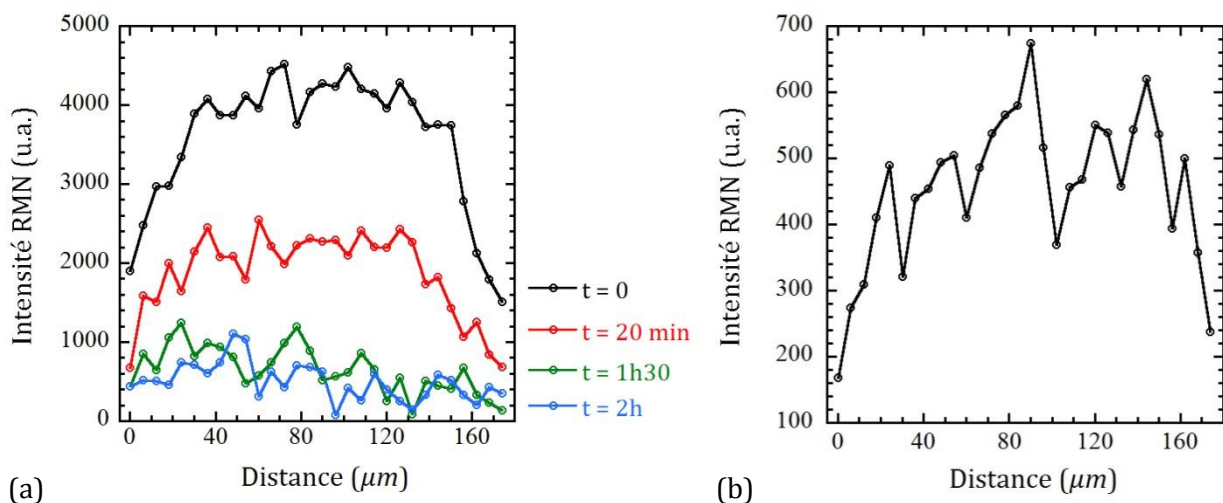 5000
4000
3000
2000
1000
0
Intensité RMN (u.a.)
0 40 80 120 160
Distance (μm)
t = 0
t = 20 min
t = 1h30
t = 2h
(a)
700
600
500
400
300
200
100
Intensité RMN (u.a.)
0 40 80 120 160
Distance (μm)
(b)